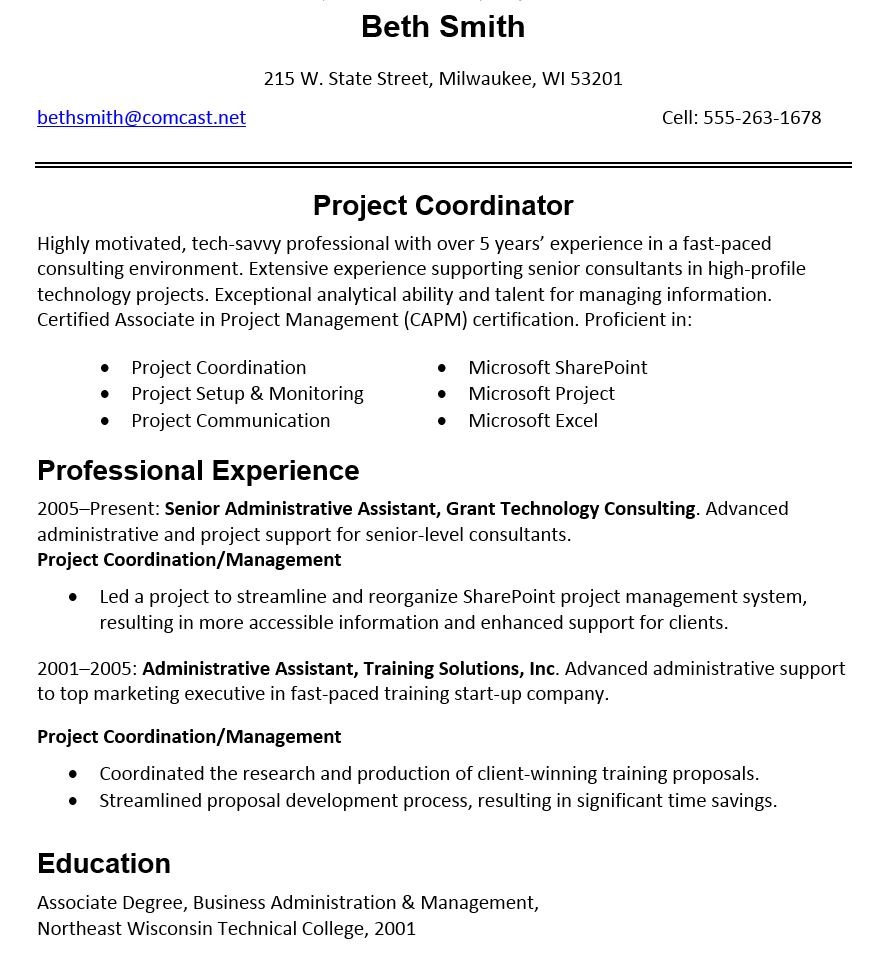 Beth Smith
215 W. State Street, Milwaukee, WI 53201
bethsmith@comcast.net Cell: 555-263-1678
Project Coordinator
Highly motivated, tech-savvy professional with over 5 years’ experience in a fast-paced
consulting environment. Extensive experience supporting senior consultants in high-profile
technology projects. Exceptional analytical ability and talent for managing information.
Certified Associate in Project Management (CAPM) certification. Proficient in:
• Project Coordination • Microsoft SharePoint
• Project Setup & Monitoring • Microsoft Project
• Project Communication • Microsoft Excel
Professional Experience
2005–Present: Senior Administrative Assistant, Grant Technology Consulting. Advanced
administrative and project support for senior-level consultants.
Project Coordination/Management
• Led a project to streamline and reorganize SharePoint project management system,
resulting in more accessible information and enhanced support for clients.
2001–2005: Administrative Assistant, Training Solutions, Inc. Advanced administrative support
to top marketing executive in fast-paced training start-up company.
Project Coordination/Management
• Coordinated the research and production of client-winning training proposals.
• Streamlined proposal development process, resulting in significant time savings.
Education
Associate Degree, Business Administration & Management,
Northeast Wisconsin Technical College, 2001